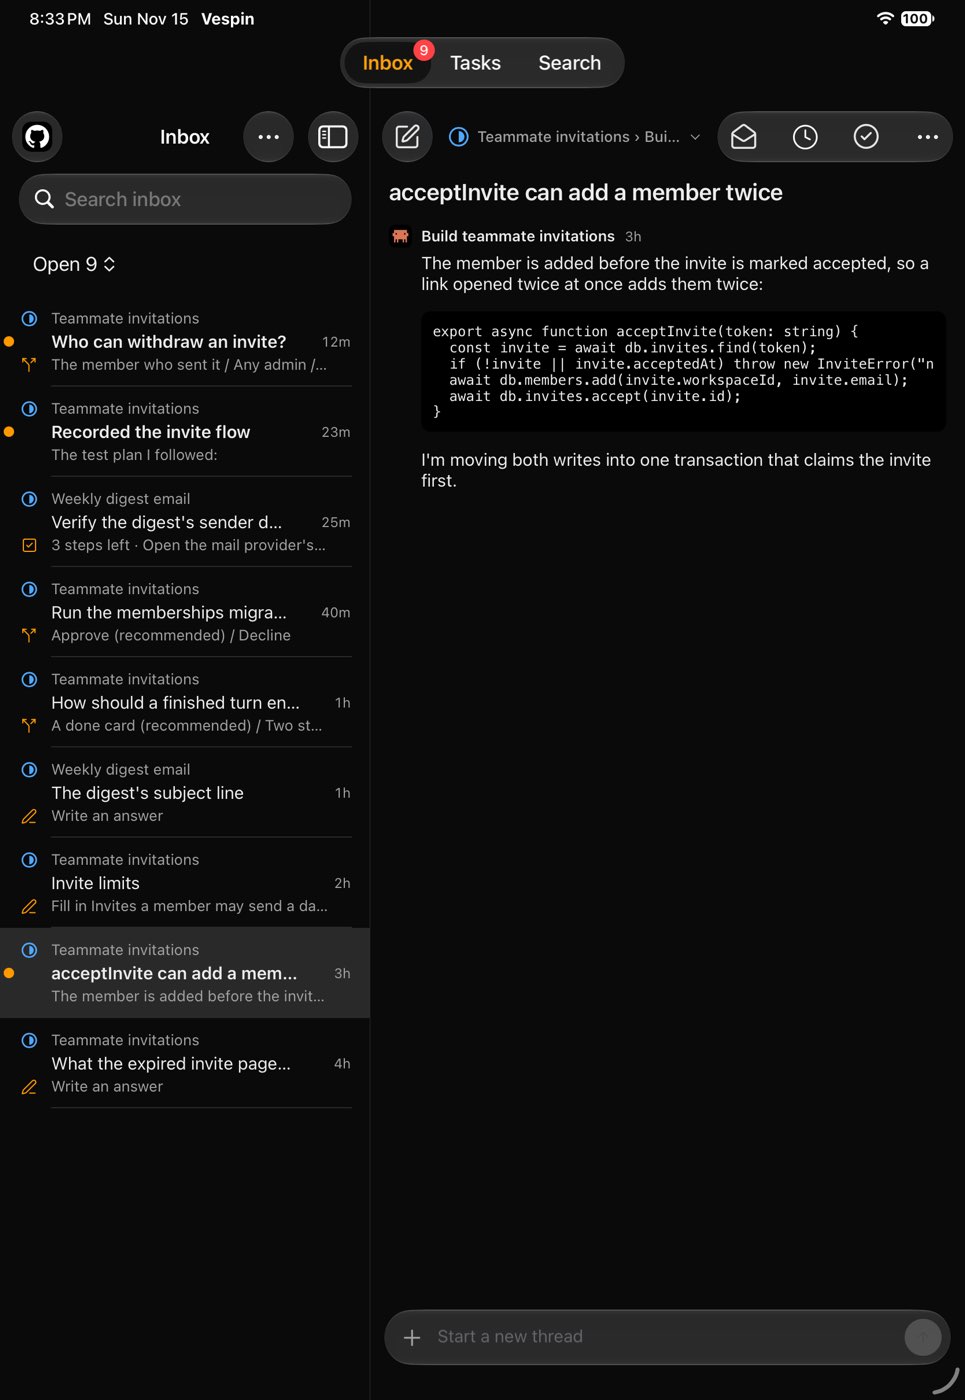 8:33 PM Sun Nov 15 Vespin
100
Inbox
9
Tasks
Search
Inbox
Search inbox
Open 9
Teammate invitations
Who can withdraw an invite?
12m
The member who sent it / Any admin /...
Teammate invitations
Recorded the invite flow
23m
The test plan I followed:
Weekly digest email
Verify the digest's sender d...
25m
3 steps left · Open the mail provider's...
Teammate invitations
Run the memberships migra...
40m
Approve (recommended) / Decline
Teammate invitations
How should a finished turn en...
1h
A done card (recommended) / Two st...
Weekly digest email
The digest's subject line
1h
Write an answer
Teammate invitations
Invite limits
2h
Fill in Invites a member may send a da...
Teammate invitations
acceptInvite can add a mem...
3h
The member is added before the invit...
Teammate invitations
What the expired invite page...
4h
Write an answer
Teammate invitations › Bui...
acceptInvite can add a member twice
Build teammate invitations 3h
The member is added before the invite is marked accepted, so a
link opened twice at once adds them twice:
export async function acceptInvite(token: string) {
  const invite = await db.invites.find(token);
  if (!invite || invite.acceptedAt) throw new InviteError("n
  await db.members.add(invite.workspaceId, invite.email);
  await db.invites.accept(invite.id);
}
I'm moving both writes into one transaction that claims the invite
first.
Start a new thread